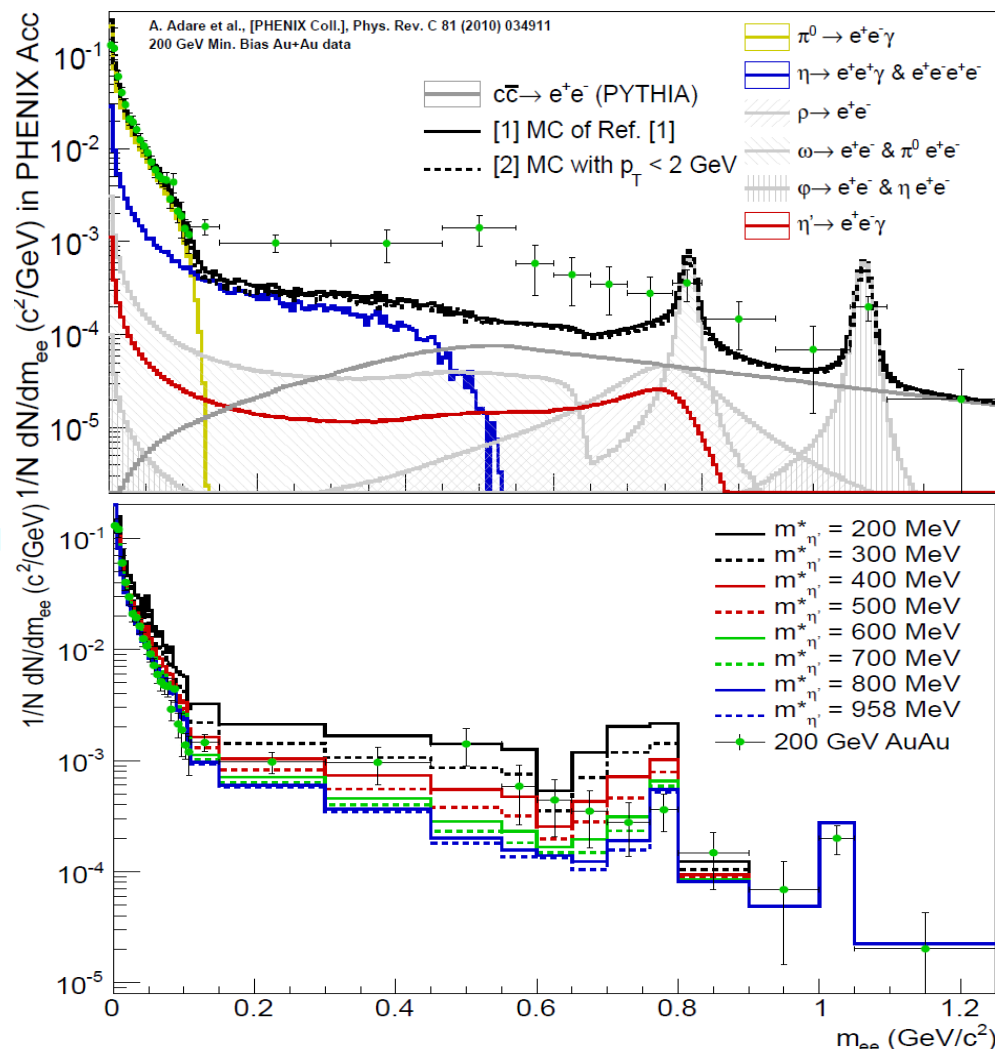 A. Adare et al., [PHENIX Coll.], Phys. Rev. C 81 (2010) 034911
200 GeV Min. Bias Au+Au data
1/N dN/dm_ee (c²/GeV) in PHENIX Acc
10⁻¹
10⁻²
10⁻³
10⁻⁴
10⁻⁵
cc̅→ e⁺e⁻ (PYTHIA)
[1] MC of Ref. [1]
[2] MC with p_T < 2 GeV
π⁰ → e⁺e⁻γ
η→ e⁺e⁺γ & e⁺e⁻e⁺e⁻
ρ→ e⁺e⁻
ω→ e⁺e⁻ & π⁰ e⁺e⁻
φ→ e⁺e⁻ & η e⁺e⁻
η'→ e⁺e⁻γ
1/N dN/dm_ee (c²/GeV)
10⁻¹
10⁻²
10⁻³
10⁻⁴
10⁻⁵
m*_η' = 200 MeV
m*_η' = 300 MeV
m*_η' = 400 MeV
m*_η' = 500 MeV
m*_η' = 600 MeV
m*_η' = 700 MeV
m*_η' = 800 MeV
m*_η' = 958 MeV
200 GeV AuAu
0 0.2 0.4 0.6 0.8 1 1.2
m_ee (GeV/c²)